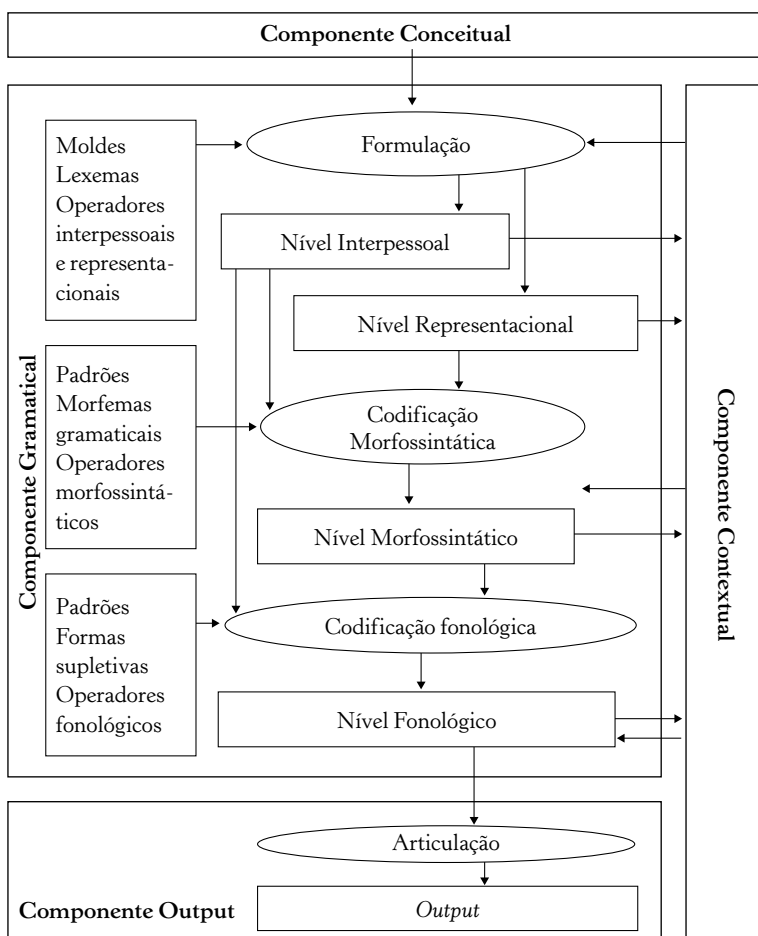 Componente Conceitual
Formulação
Moldes
Lexemas
Operadores
interpessoais
e representa-
cionais
Nível Interpessoal
Nível Representacional
Componente Gramatical
Padrões
Morfemas
gramaticais
Operadores
morfossintá-
ticos
Codificação
Morfossintática
Nível Morfossintático
Componente Contextual
Padrões
Formas
supletivas
Operadores
fonológicos
Codificação fonológica
Nível Fonológico
Articulação
Componente Output
Output